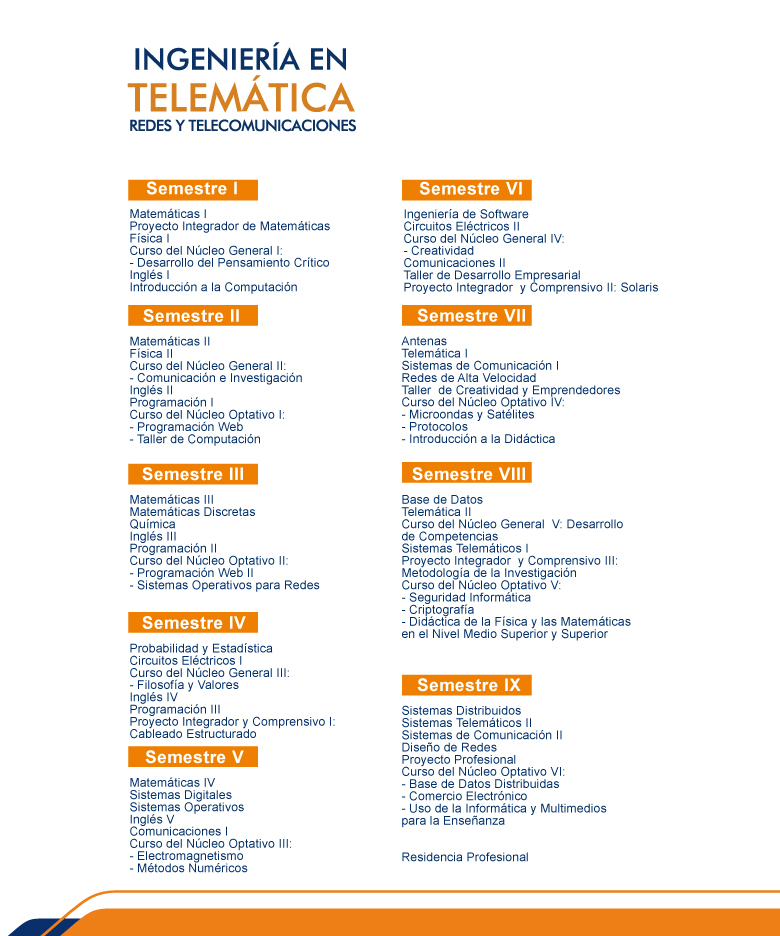 INGENIERÍA EN
TELEMÁTICA
REDES Y TELECOMUNICACIONES
Semestre I
Matemáticas I
Proyecto Integrador de Matemáticas
Física I
Curso del Núcleo General I:
- Desarrollo del Pensamiento Crítico
Inglés I
Introducción a la Computación
Semestre II
Matemáticas II
Física II
Curso del Núcleo General II:
- Comunicación e Investigación
Inglés II
Programación I
Curso del Núcleo Optativo I:
- Programación Web
- Taller de Computación
Semestre III
Matemáticas III
Matemáticas Discretas
Química
Inglés III
Programación II
Curso del Núcleo Optativo II:
- Programación Web II
- Sistemas Operativos para Redes
Semestre IV
Probabilidad y Estadística
Circuitos Eléctricos I
Curso del Núcleo General III:
- Filosofía y Valores
Inglés IV
Programación III
Proyecto Integrador y Comprensivo I:
Cableado Estructurado
Semestre V
Matemáticas IV
Sistemas Digitales
Sistemas Operativos
Inglés V
Comunicaciones I
Curso del Núcleo Optativo III:
- Electromagnetismo
- Métodos Numéricos
Semestre VI
Ingeniería de Software
Circuitos Eléctricos II
Curso del Núcleo General IV:
- Creatividad
Comunicaciones II
Taller de Desarrollo Empresarial
Proyecto Integrador y Comprensivo II: Solaris
Semestre VII
Antenas
Telemática I
Sistemas de Comunicación I
Redes de Alta Velocidad
Taller de Creatividad y Emprendedores
Curso del Núcleo Optativo IV:
- Microondas y Satélites
- Protocolos
- Introducción a la Didáctica
Semestre VIII
Base de Datos
Telemática II
Curso del Núcleo General V: Desarrollo
de Competencias
Sistemas Telemáticos I
Proyecto Integrador y Comprensivo III:
Metodología de la Investigación
Curso del Núcleo Optativo V:
- Seguridad Informática
- Criptografía
- Didáctica de la Física y las Matemáticas
en el Nivel Medio Superior y Superior
Semestre IX
Sistemas Distribuidos
Sistemas Telemáticos II
Sistemas de Comunicación II
Diseño de Redes
Proyecto Profesional
Curso del Núcleo Optativo VI:
- Base de Datos Distribuidas
- Comercio Electrónico
- Uso de la Informática y Multimedios
para la Enseñanza
Residencia Profesional